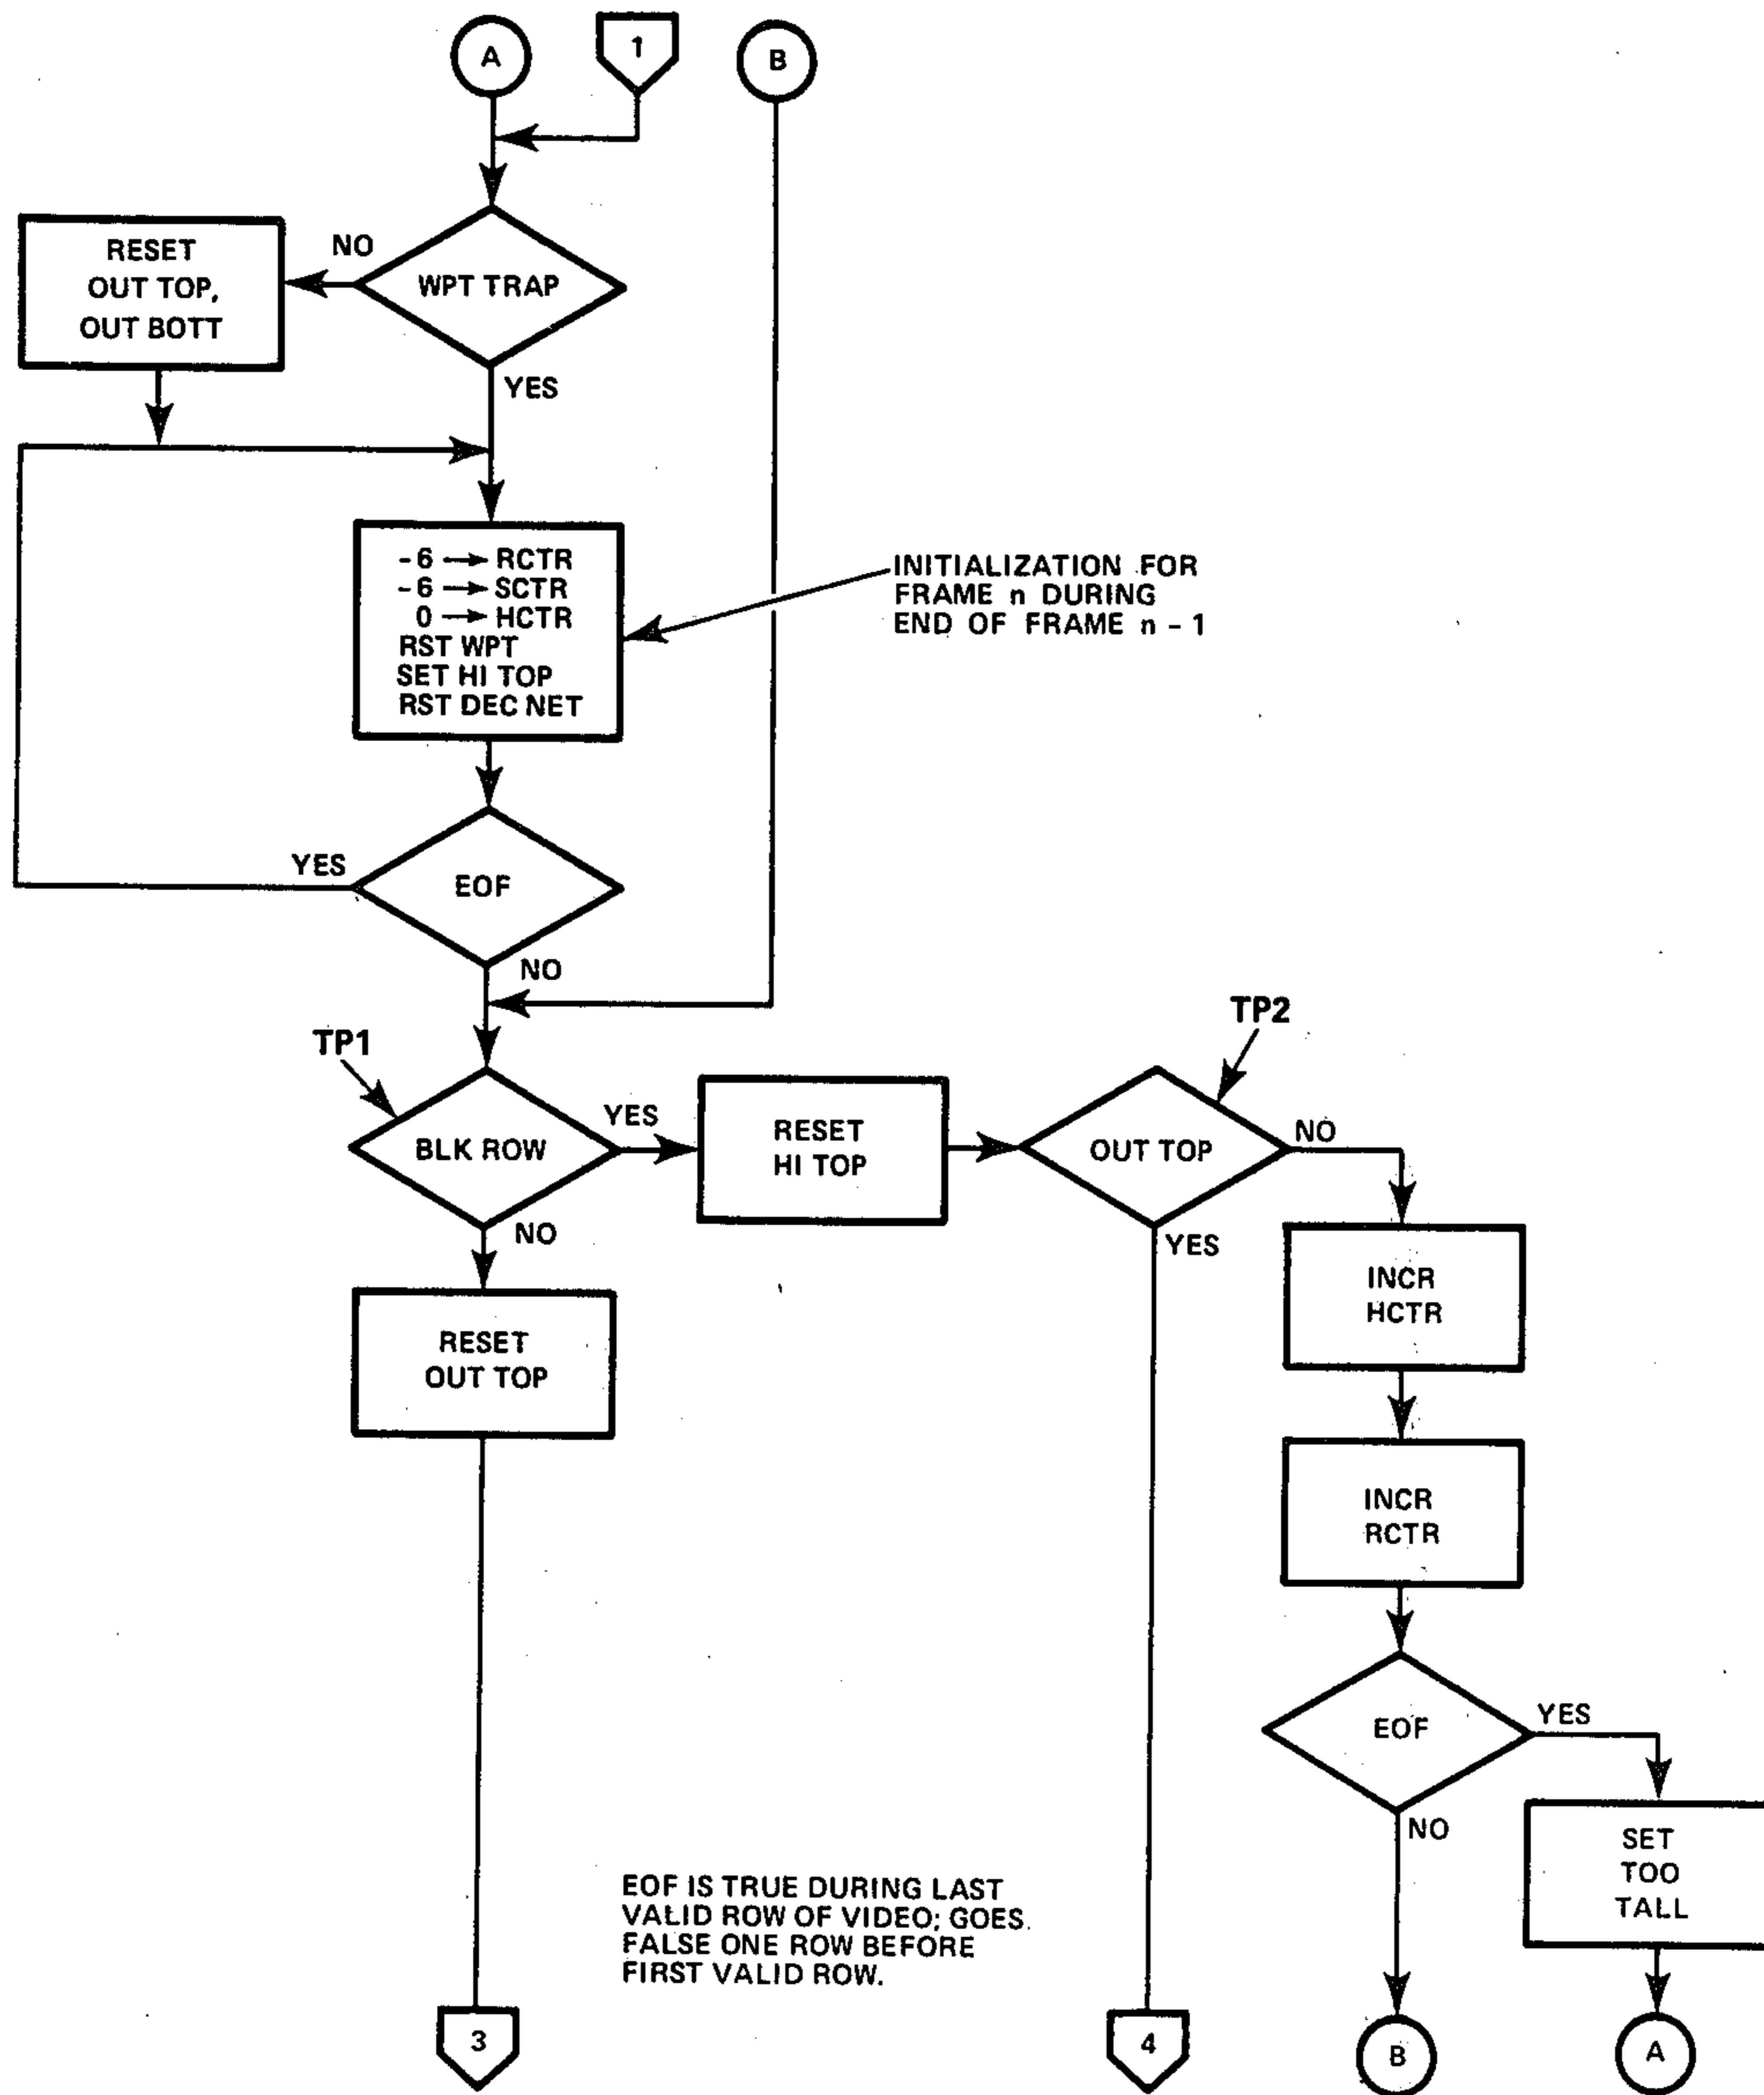 A
1
B
NO
WPT TRAP
RESET
OUT TOP,
OUT BOTT
YES
-6 → RCTR
-6 → SCTR
0 → HCTR
RST WPT
SET HI TOP
RST DEC NET
INITIALIZATION FOR
FRAME n DURING
END OF FRAME n - 1
YES
EOF
NO
TP1
TP2
BLK ROW
YES
RESET
HI TOP
OUT TOP
NO
NO
YES
RESET
OUT TOP
INCR
HCTR
INCR
RCTR
EOF
YES
NO
SET
TOO
TALL
EOF IS TRUE DURING LAST
VALID ROW OF VIDEO; GOES
FALSE ONE ROW BEFORE
FIRST VALID ROW.
3
4
B
A